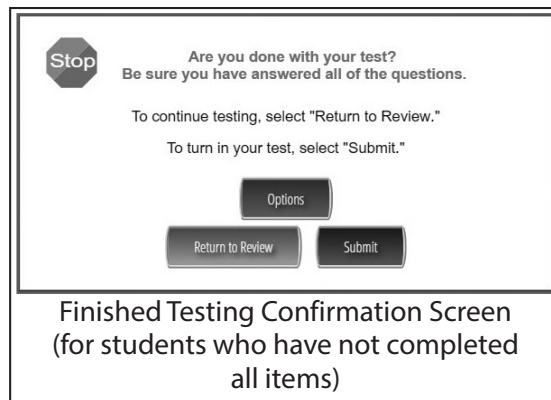 Stop
Are you done with your test?
Be sure you have answered all of the questions.
To continue testing, select "Return to Review."
To turn in your test, select "Submit."
Options
Return to Review
Submit
Finished Testing Confirmation Screen
(for students who have not completed
all items)